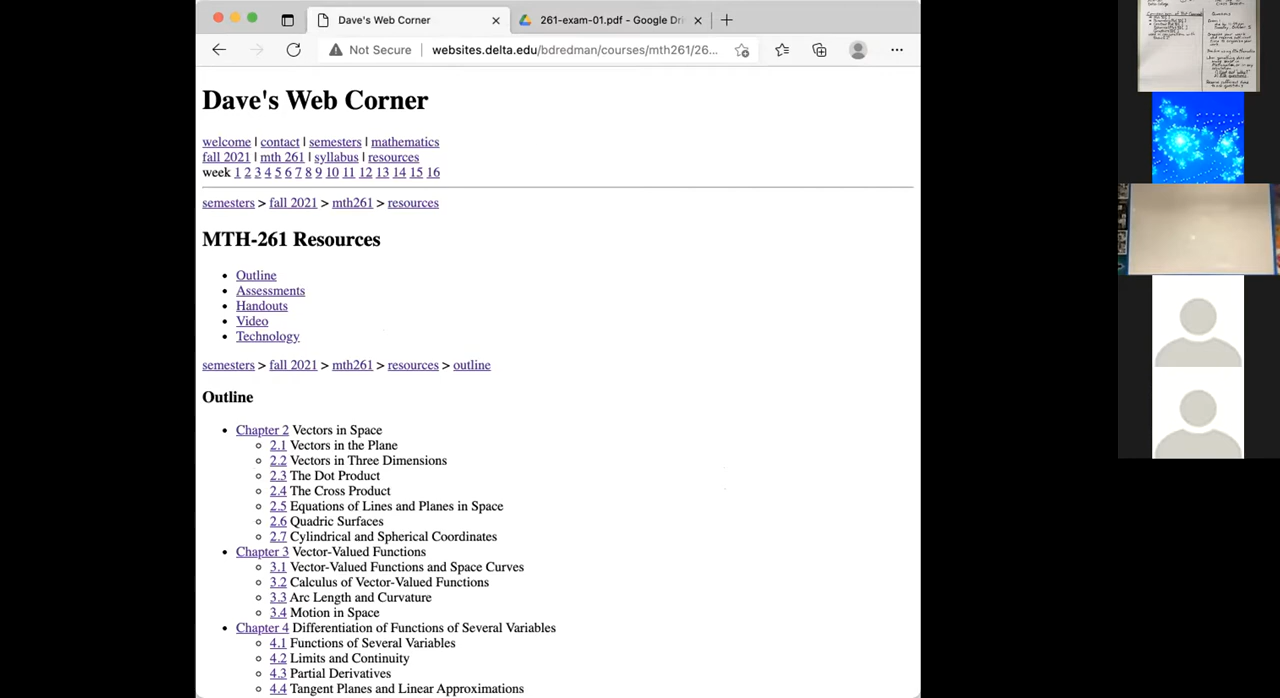 Dave's Web Corner
261-exam-01.pdf - Google Dri
Not Secure
websites.delta.edu/bdredman/courses/mth261/26...
Dave's Web Corner
welcome | contact | semesters | mathematics
fall 2021 | mth 261 | syllabus | resources
week 1 2 3 4 5 6 7 8 9 10 11 12 13 14 15 16
semesters > fall 2021 > mth261 > resources
MTH-261 Resources
• Outline
• Assessments
• Handouts
• Video
• Technology
semesters > fall 2021 > mth261 > resources > outline
Outline
• Chapter 2 Vectors in Space
◦ 2.1 Vectors in the Plane
◦ 2.2 Vectors in Three Dimensions
◦ 2.3 The Dot Product
◦ 2.4 The Cross Product
◦ 2.5 Equations of Lines and Planes in Space
◦ 2.6 Quadric Surfaces
◦ 2.7 Cylindrical and Spherical Coordinates
• Chapter 3 Vector-Valued Functions
◦ 3.1 Vector-Valued Functions and Space Curves
◦ 3.2 Calculus of Vector-Valued Functions
◦ 3.3 Arc Length and Curvature
◦ 3.4 Motion in Space
• Chapter 4 Differentiation of Functions of Several Variables
◦ 4.1 Functions of Several Variables
◦ 4.2 Limits and Continuity
◦ 4.3 Partial Derivatives
◦ 4.4 Tangent Planes and Linear Approximations